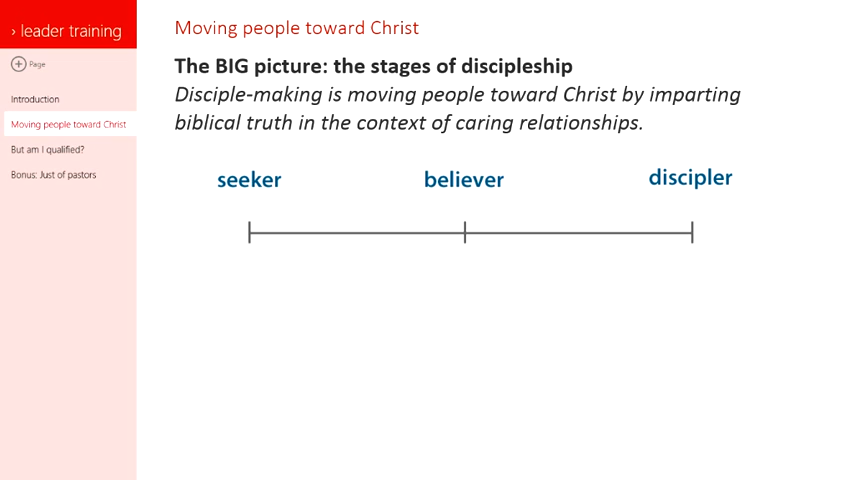 › leader training
Page
Introduction
Moving people toward Christ
But am I qualified?
Bonus: Just of pastors
Moving people toward Christ
The BIG picture: the stages of discipleship
Disciple-making is moving people toward Christ by imparting
biblical truth in the context of caring relationships.
seeker believer discipler